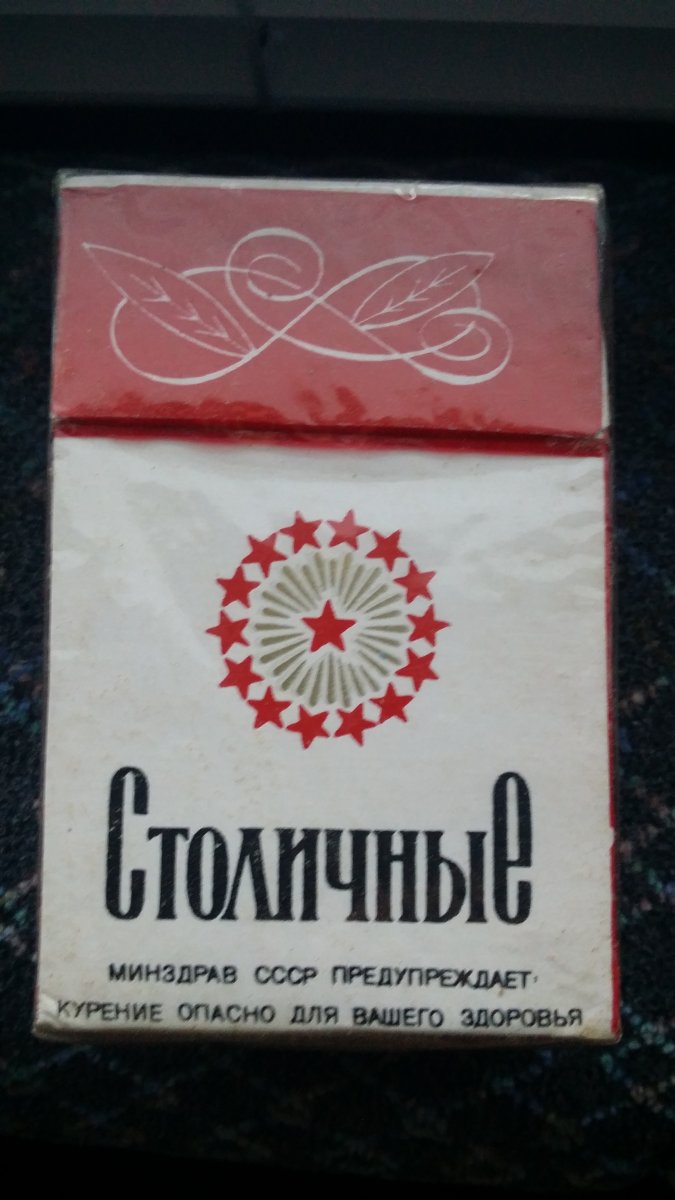 Столичные
МИНЗДРАВ СССР ПРЕДУПРЕЖДАЕТ:
КУРЕНИЕ ОПАСНО ДЛЯ ВАШЕГО ЗДОРОВЬЯ